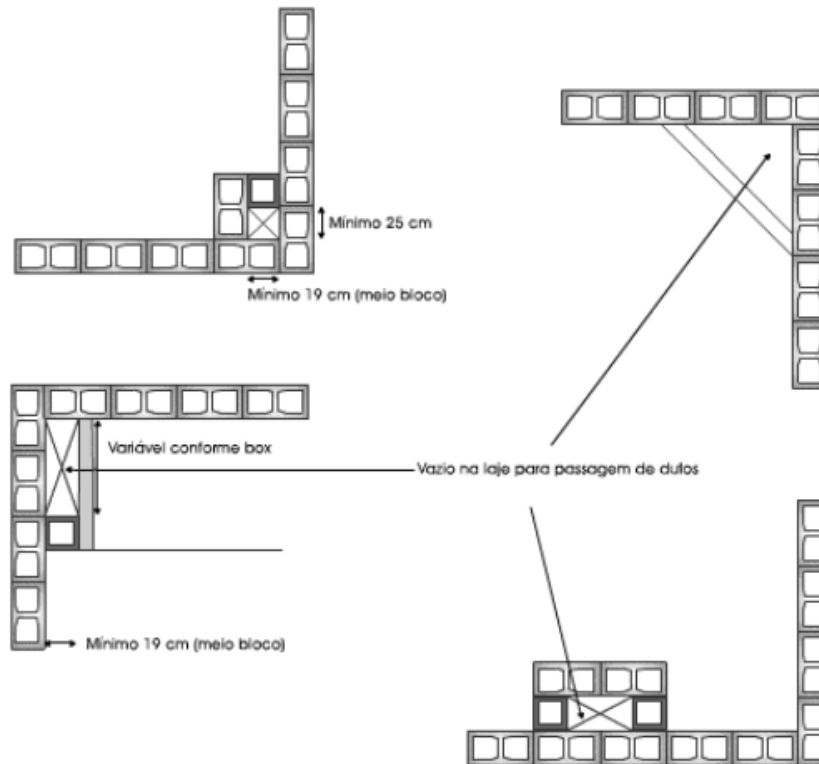 Mínimo 25 cm
Mínimo 19 cm (meio bloco)
Variável conforme box
Vazio na laje para passagem de dutos
Mínimo 19 cm (meio bloco)